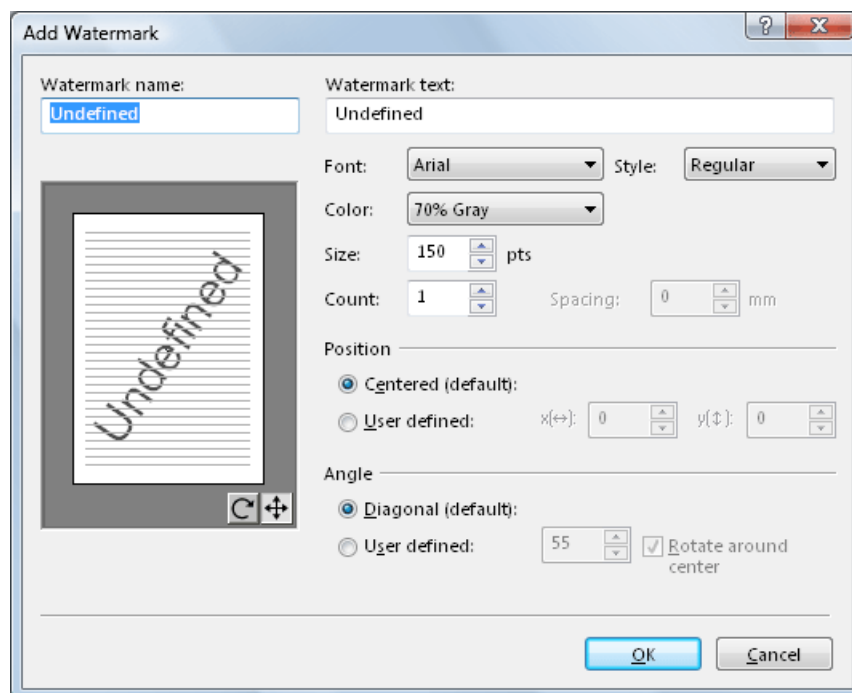 Add Watermark
Watermark name:
Undefined
Watermark text:
Undefined
Font: Arial Style: Regular
Color: 70% Gray
Size: 150 pts
Count: 1 Spacing: 0 mm
Undefined
Position
Centered (default):
User defined: x(↔): 0 y(↕): 0
Angle
Diagonal (default):
User defined: 55 Rotate around
center
OK Cancel